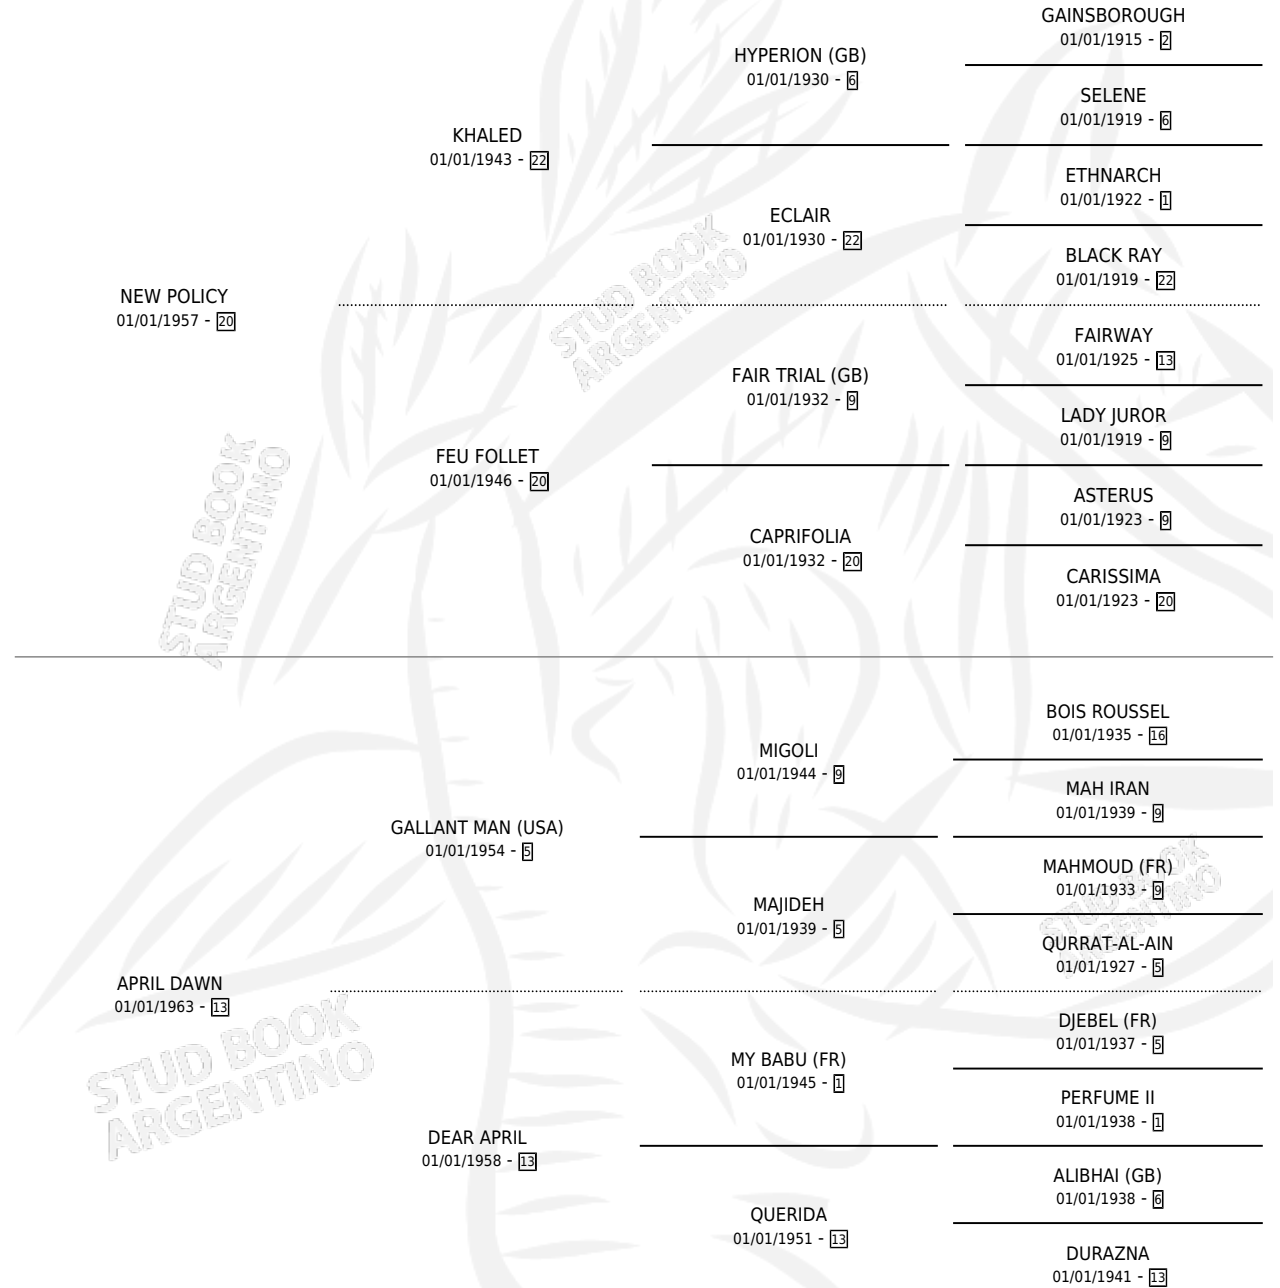 GAINSBOROUGH
01/01/1915 - 2
HYPERION (GB)
01/01/1930 - 6
SELENE
01/01/1919 - 6
KHALED
01/01/1943 - 22
ETHNARCH
01/01/1922 - 1
ECLAIR
01/01/1930 - 22
BLACK RAY
01/01/1919 - 22
NEW POLICY
01/01/1957 - 20
STUD BOOK
ARGENTINO
FAIRWAY
01/01/1925 - 13
FAIR TRIAL (GB)
01/01/1932 - 9
LADY JUROR
01/01/1919 - 9
FEU FOLLET
01/01/1946 - 20
ASTERUS
01/01/1923 - 9
CAPRIFOLIA
01/01/1932 - 20
CARISSIMA
01/01/1923 - 20
STUD BOOK
ARGENTINO
BOIS ROUSSEL
01/01/1935 - 16
MIGOLI
01/01/1944 - 9
MAH IRAN
01/01/1939 - 9
GALLANT MAN (USA)
01/01/1954 - 5
MAHMOUD (FR)
01/01/1933 - 9
MAJIDEH
01/01/1939 - 5
QURRAT-AL-AIN
01/01/1927 - 5
STUD BOOK
ARGENTINO
APRIL DAWN
01/01/1963 - 13
DJEBEL (FR)
01/01/1937 - 5
MY BABU (FR)
01/01/1945 - 1
PERFUME II
01/01/1938 - 1
STUD BOOK
ARGENTINO
DEAR APRIL
01/01/1958 - 13
ALIBHAI (GB)
01/01/1938 - 6
QUERIDA
01/01/1951 - 13
DURAZNA
01/01/1941 - 13